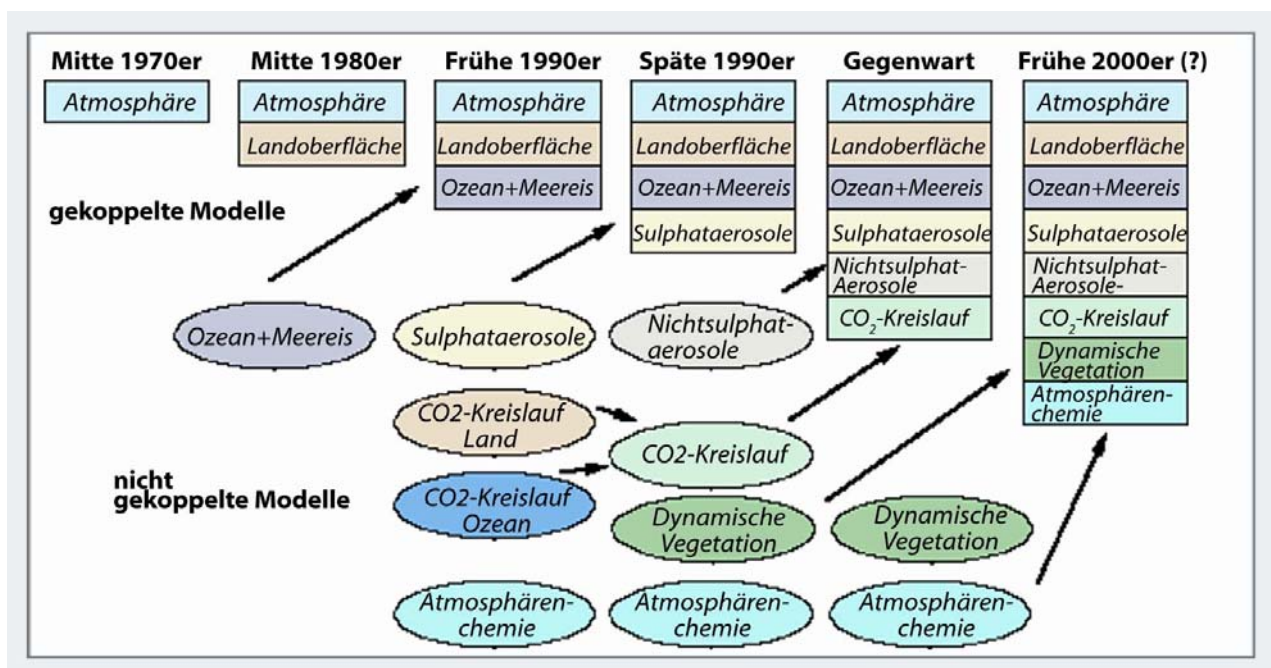 Mitte 1970er
Atmosphäre
Mitte 1980er
Atmosphäre
Landoberfläche
Frühe 1990er
Atmosphäre
Landoberfläche
Ozean+Meereis
Späte 1990er
Atmosphäre
Landoberfläche
Ozean+Meereis
Sulphataerosole
Gegenwart
Atmosphäre
Landoberfläche
Ozean+Meereis
Sulphataerosole
Nichtsulphat-
Aerosole
CO₂-Kreislauf
Frühe 2000er (?)
Atmosphäre
Landoberfläche
Ozean+Meereis
Sulphataerosole
Nichtsulphat-
Aerosole-
CO₂-Kreislauf
Dynamische
Vegetation
Atmosphären-
chemie
gekoppelte Modelle
Ozean+Meereis
Sulphataerosole
Nichtsulphat-
aerosole
CO2-Kreislauf
Land
CO2-Kreislauf
nicht
gekoppelte Modelle
CO2-Kreislauf
Ozean
Dynamische
Vegetation
Dynamische
Vegetation
Atmosphären-
chemie
Atmosphären-
chemie
Atmosphären-
chemie